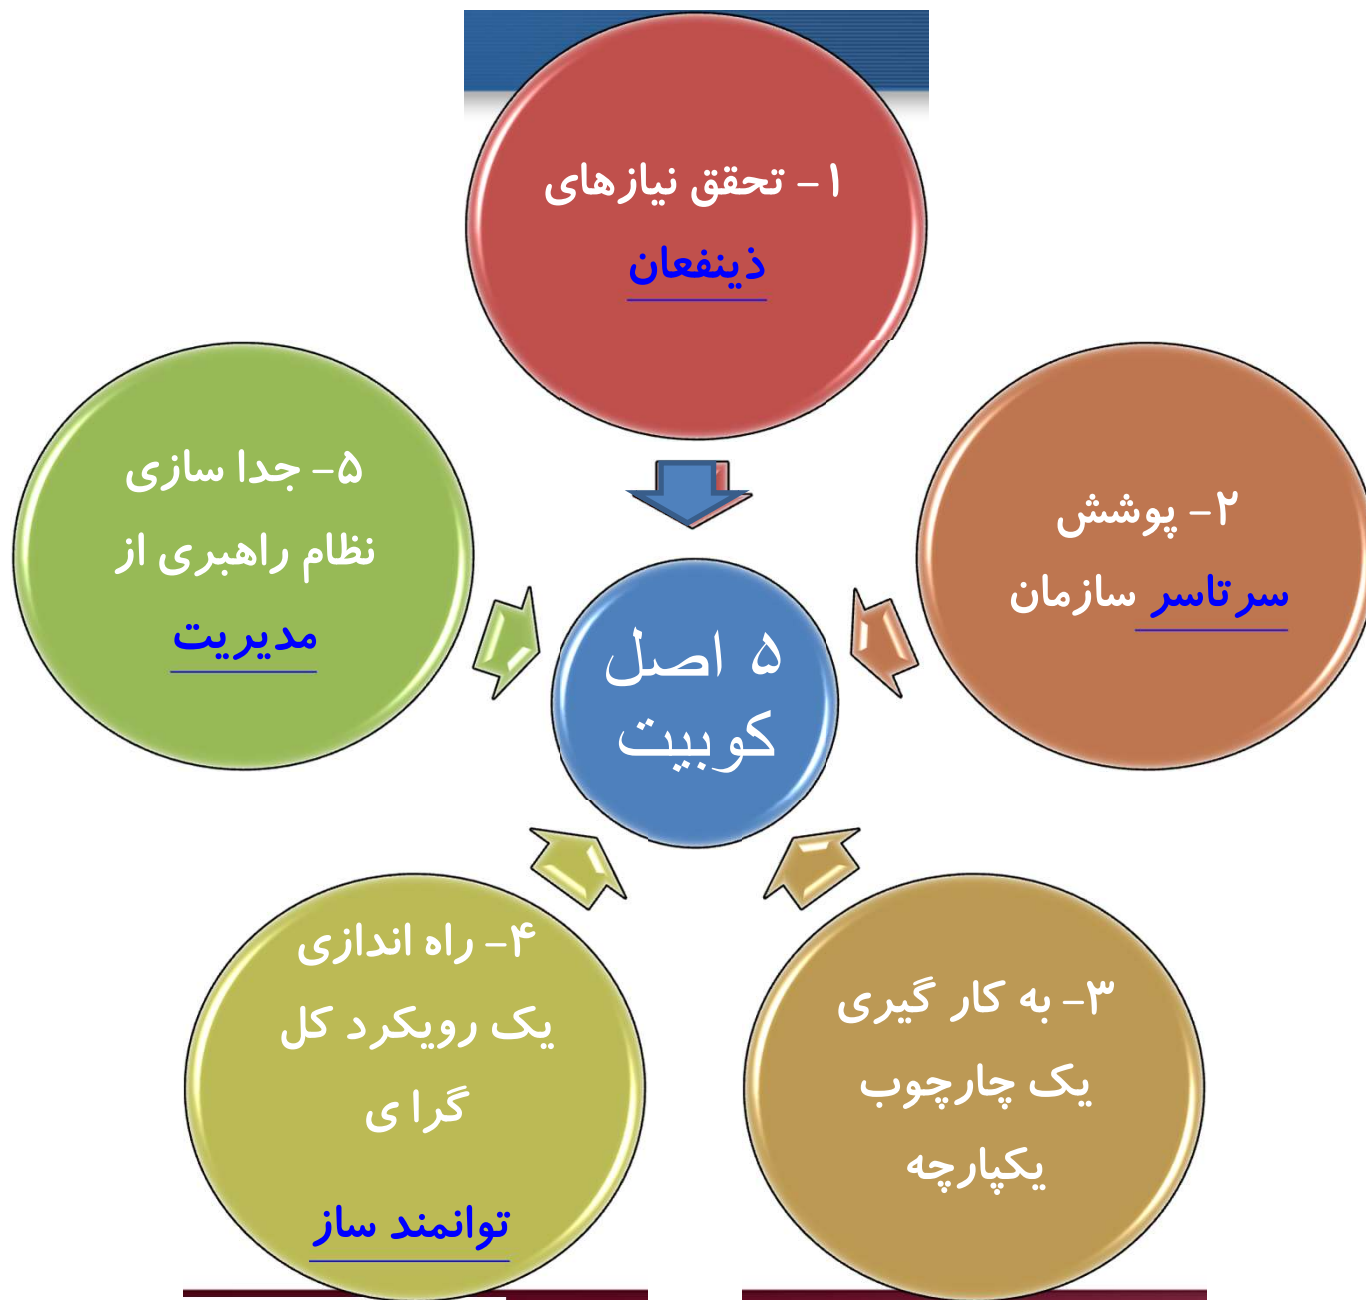 ۱- تحقق نیازهای
ذینفعان
۲- پوشش
سرتاسر سازمان
۳- به کار گیری
یک چارچوب
یکپارچه
۴- راه اندازی
یک رویکرد کل
گرا ی
توانمند ساز
۵- جدا سازی
نظام راهبری از
مدیریت
۵ اصل
کوبیت